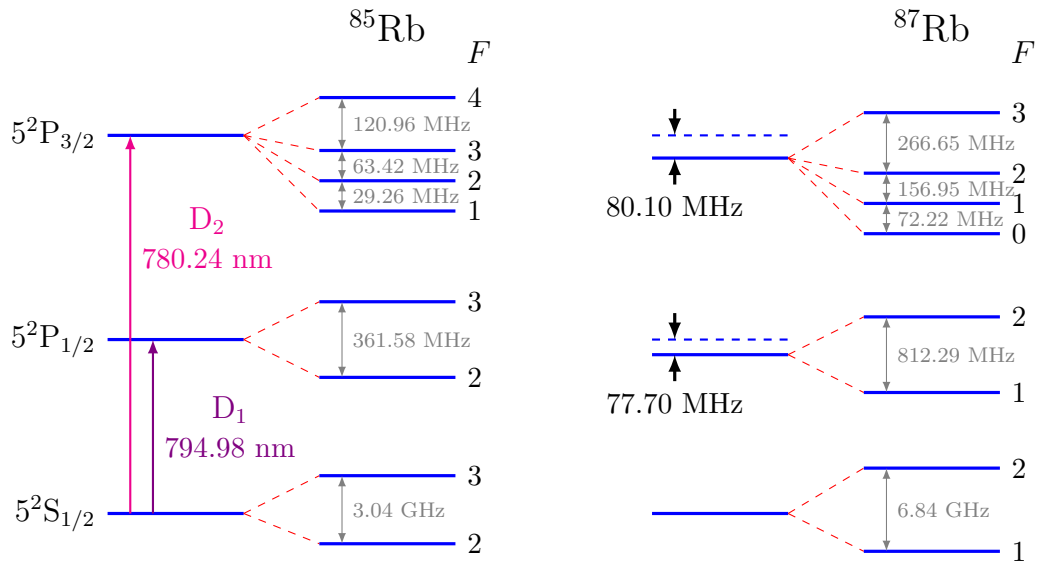 ⁸⁵Rb
F
5²P₃/₂
4
120.96 MHz
3
63.42 MHz
2
29.26 MHz
1
D₂
780.24 nm
5²P₁/₂
3
361.58 MHz
2
D₁
794.98 nm
5²S₁/₂
3
3.04 GHz
2
⁸⁷Rb
F
80.10 MHz
3
266.65 MHz
2
156.95 MHz
1
72.22 MHz
0
77.70 MHz
2
812.29 MHz
1
2
6.84 GHz
1